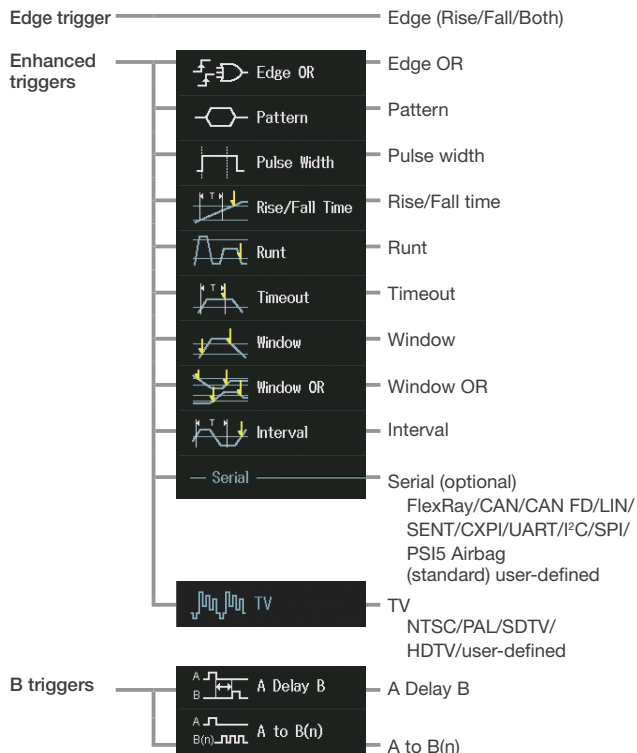 Edge trigger
Edge (Rise/Fall/Both)
Enhanced
triggers
Edge OR
Edge OR
Pattern
Pattern
Pulse Width
Pulse width
T
Rise/Fall Time
Rise/Fall time
Runt
Runt
T
Timeout
Timeout
Window
Window
Window OR
Window OR
T
Interval
Interval
Serial
Serial (optional)
FlexRay/CAN/CAN FD/LIN/
SENT/CXPI/UART/I²C/SPI/
PSI5 Airbag
(standard) user-defined
TV
TV
NTSC/PAL/SDTV/
HDTV/user-defined
B triggers
A
B
A Delay B
A Delay B
A
B(n)
A to B(n)
A to B(n)